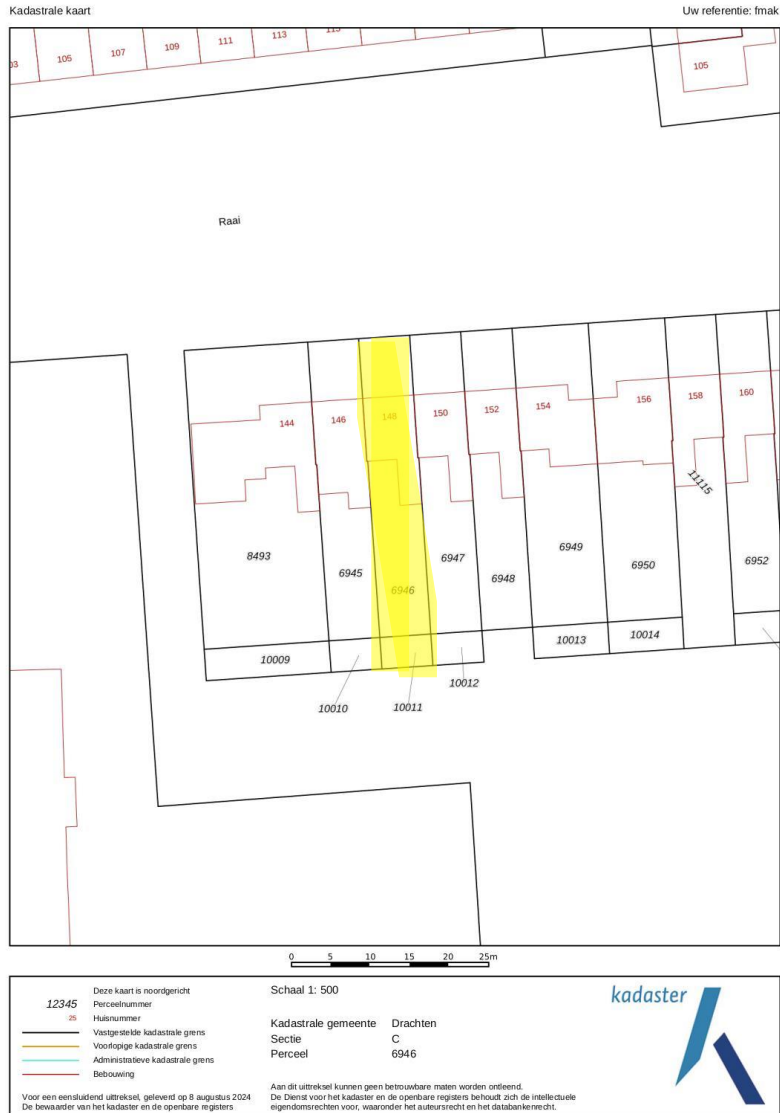 Kadastrale kaart
Uw referentie: fmak
105
107
109
111
113
105
Raai
144
146
148
150
152
154
156
158
160
11115
8493
6945
6946
6947
6948
6949
6950
6952
10009
10010
10011
10012
10013
10014
0 5 10 15 20 25m
Deze kaart is noordgericht
12345 Perceelnummer
25 Huisnummer
Vastgestelde kadastrale grens
Voorlopige kadastrale grens
Administratieve kadastrale grens
Bebouwing
Voor een eensluidend uittreksel, geleverd op 8 augustus 2024
De bewaarder van het kadaster en de openbare registers
Schaal 1: 500
Kadastrale gemeente Drachten
Sectie C
Perceel 6946
Aan dit uittreksel kunnen geen betrouwbare maten worden ontleend.
De Dienst voor het kadaster en de openbare registers behoudt zich de intellectuele
eigendomsrechten voor, waaronder het auteursrecht en het databankenrecht.
kadaster